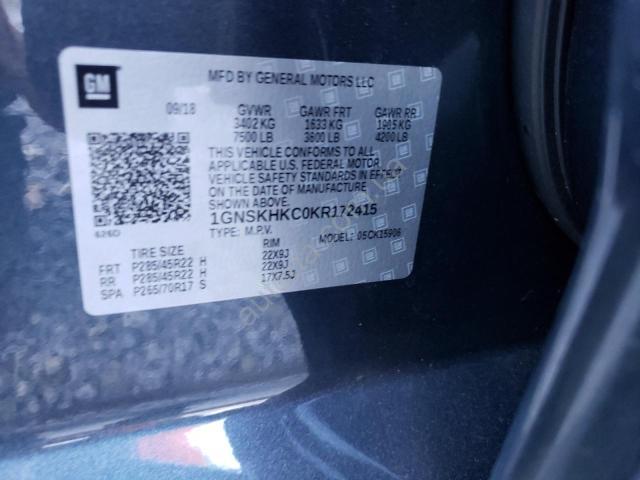 GM
MFD BY GENERAL MOTORS LLC
09/18 GVWR GAWR FRT GAWR RR
3402 KG 1633 KG 1905 KG
7500 LB 3600 LB 4200 LB
THIS VEHICLE CONFORMS TO ALL
APPLICABLE U.S. FEDERAL MOTOR
VEHICLE SAFETY STANDARDS IN EFFECT
ON THE DATE OF MANUFACTURE
SHOWN ABOVE.
1GNSKHKC0KR172415
626D
TYPE: M.P.V. MODEL: 05CK15906
TIRE SIZE RIM
FRT P285/45R22 H 22X9J
RR P285/45R22 H 22X9J
SPA P265/70R17 S 17X7.5J